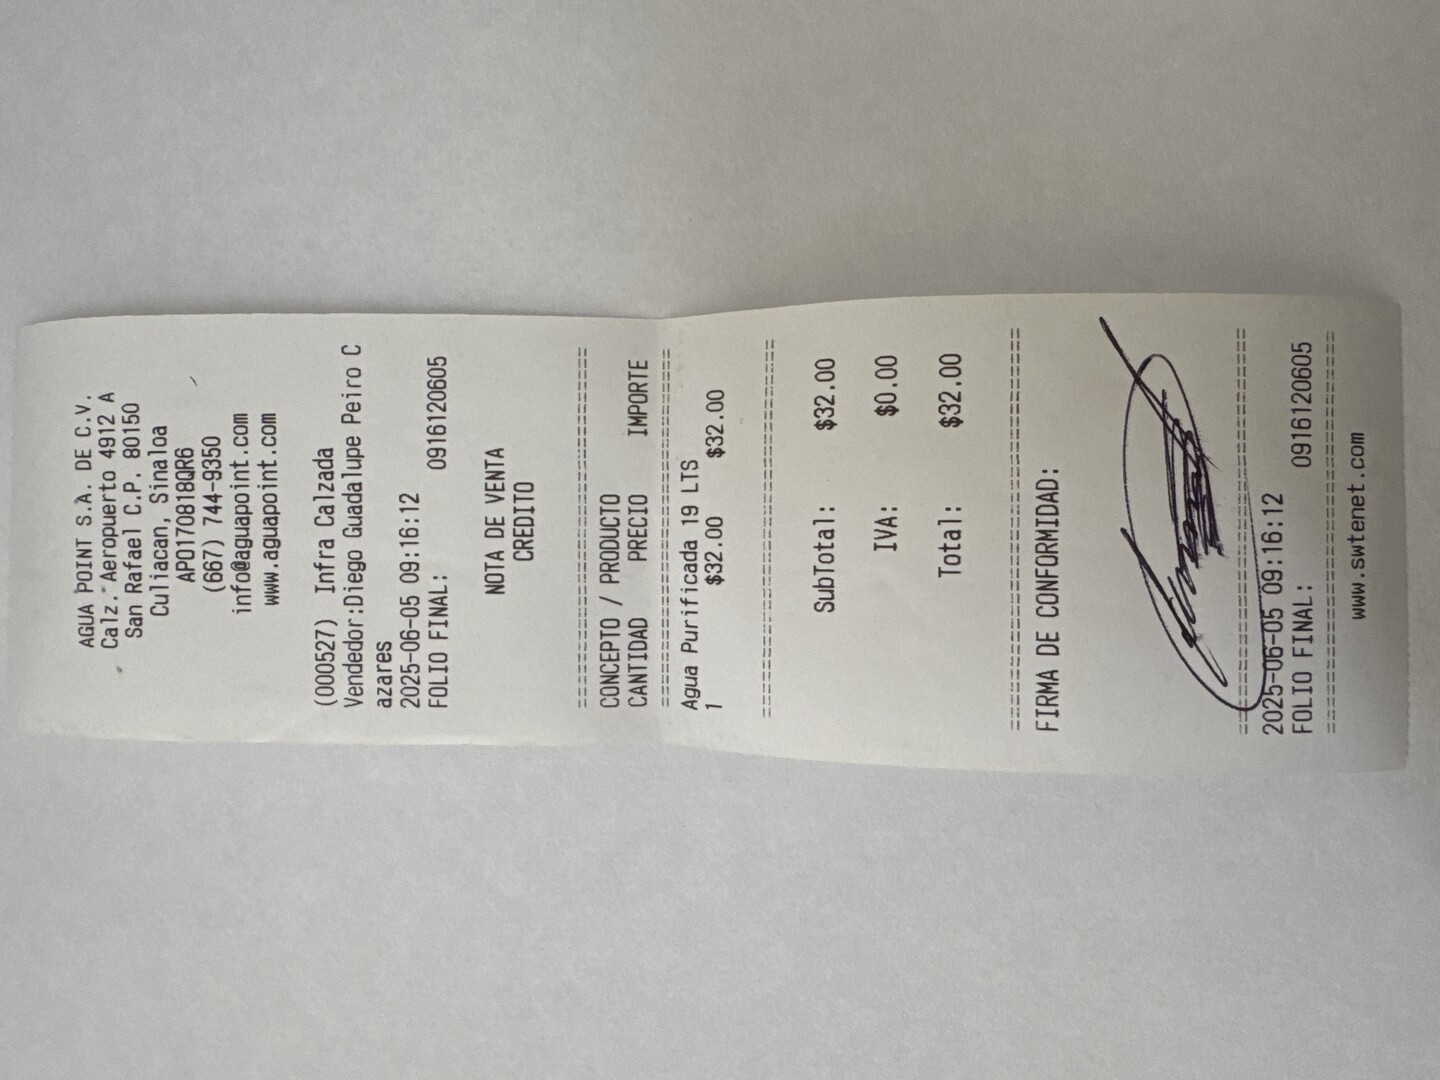 AGUA POINT S.A. DE C.V.
Calz. Aeropuerto 4912 A
San Rafael C.P. 80150
Culiacan, Sinaloa
APO170818QR6
(667) 744-9350
info@aguapoint.com
www.aguapoint.com
(000527) Infra Calzada
Vendedor:Diego Guadalupe Peiro C
azares
2025-06-05 09:16:12
FOLIO FINAL: 0916120605
NOTA DE VENTA
CREDITO
================================
CONCEPTO / PRODUCTO
CANTIDAD PRECIO IMPORTE
================================
Agua Purificada 19 LTS
1 $32.00 $32.00
================================
SubTotal: $32.00
IVA: $0.00
Total: $32.00
================================
FIRMA DE CONFORMIDAD:
================================
2025-06-05 09:16:12
FOLIO FINAL: 0916120605
================================
www.swtenet.com